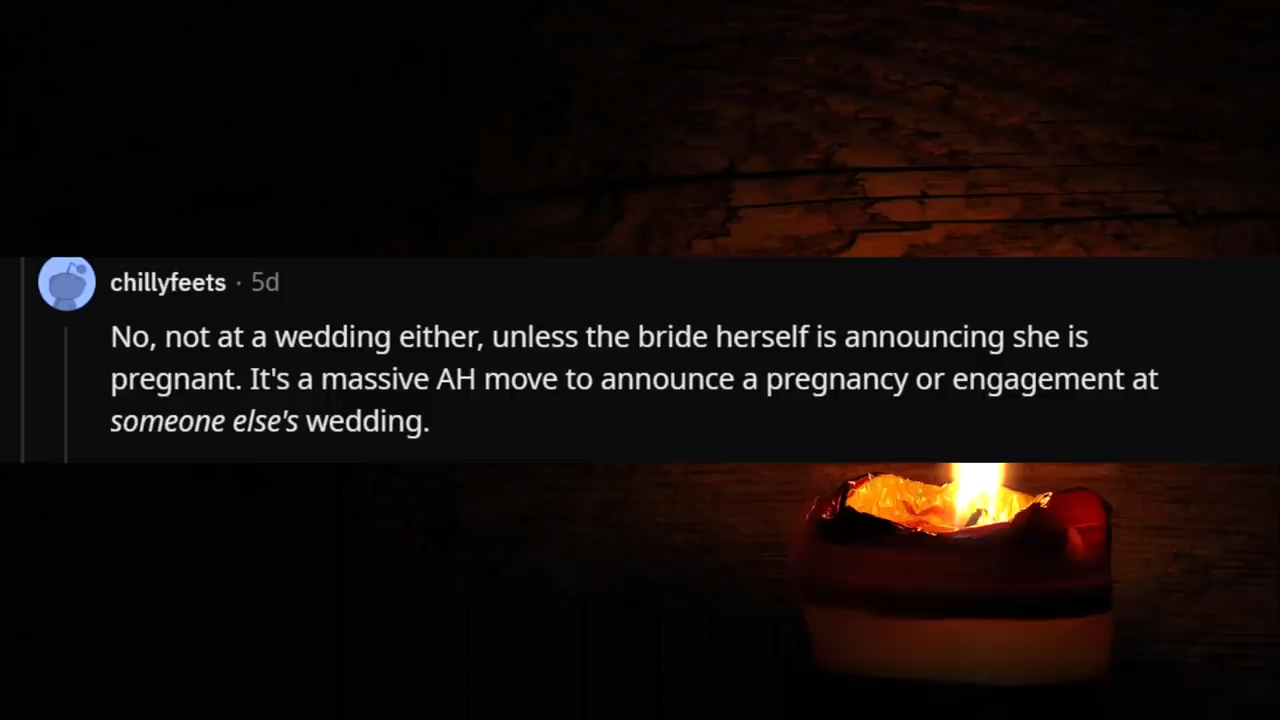 chillyfeets · 5d
No, not at a wedding either, unless the bride herself is announcing she is
pregnant. It's a massive AH move to announce a pregnancy or engagement at
someone else's wedding.